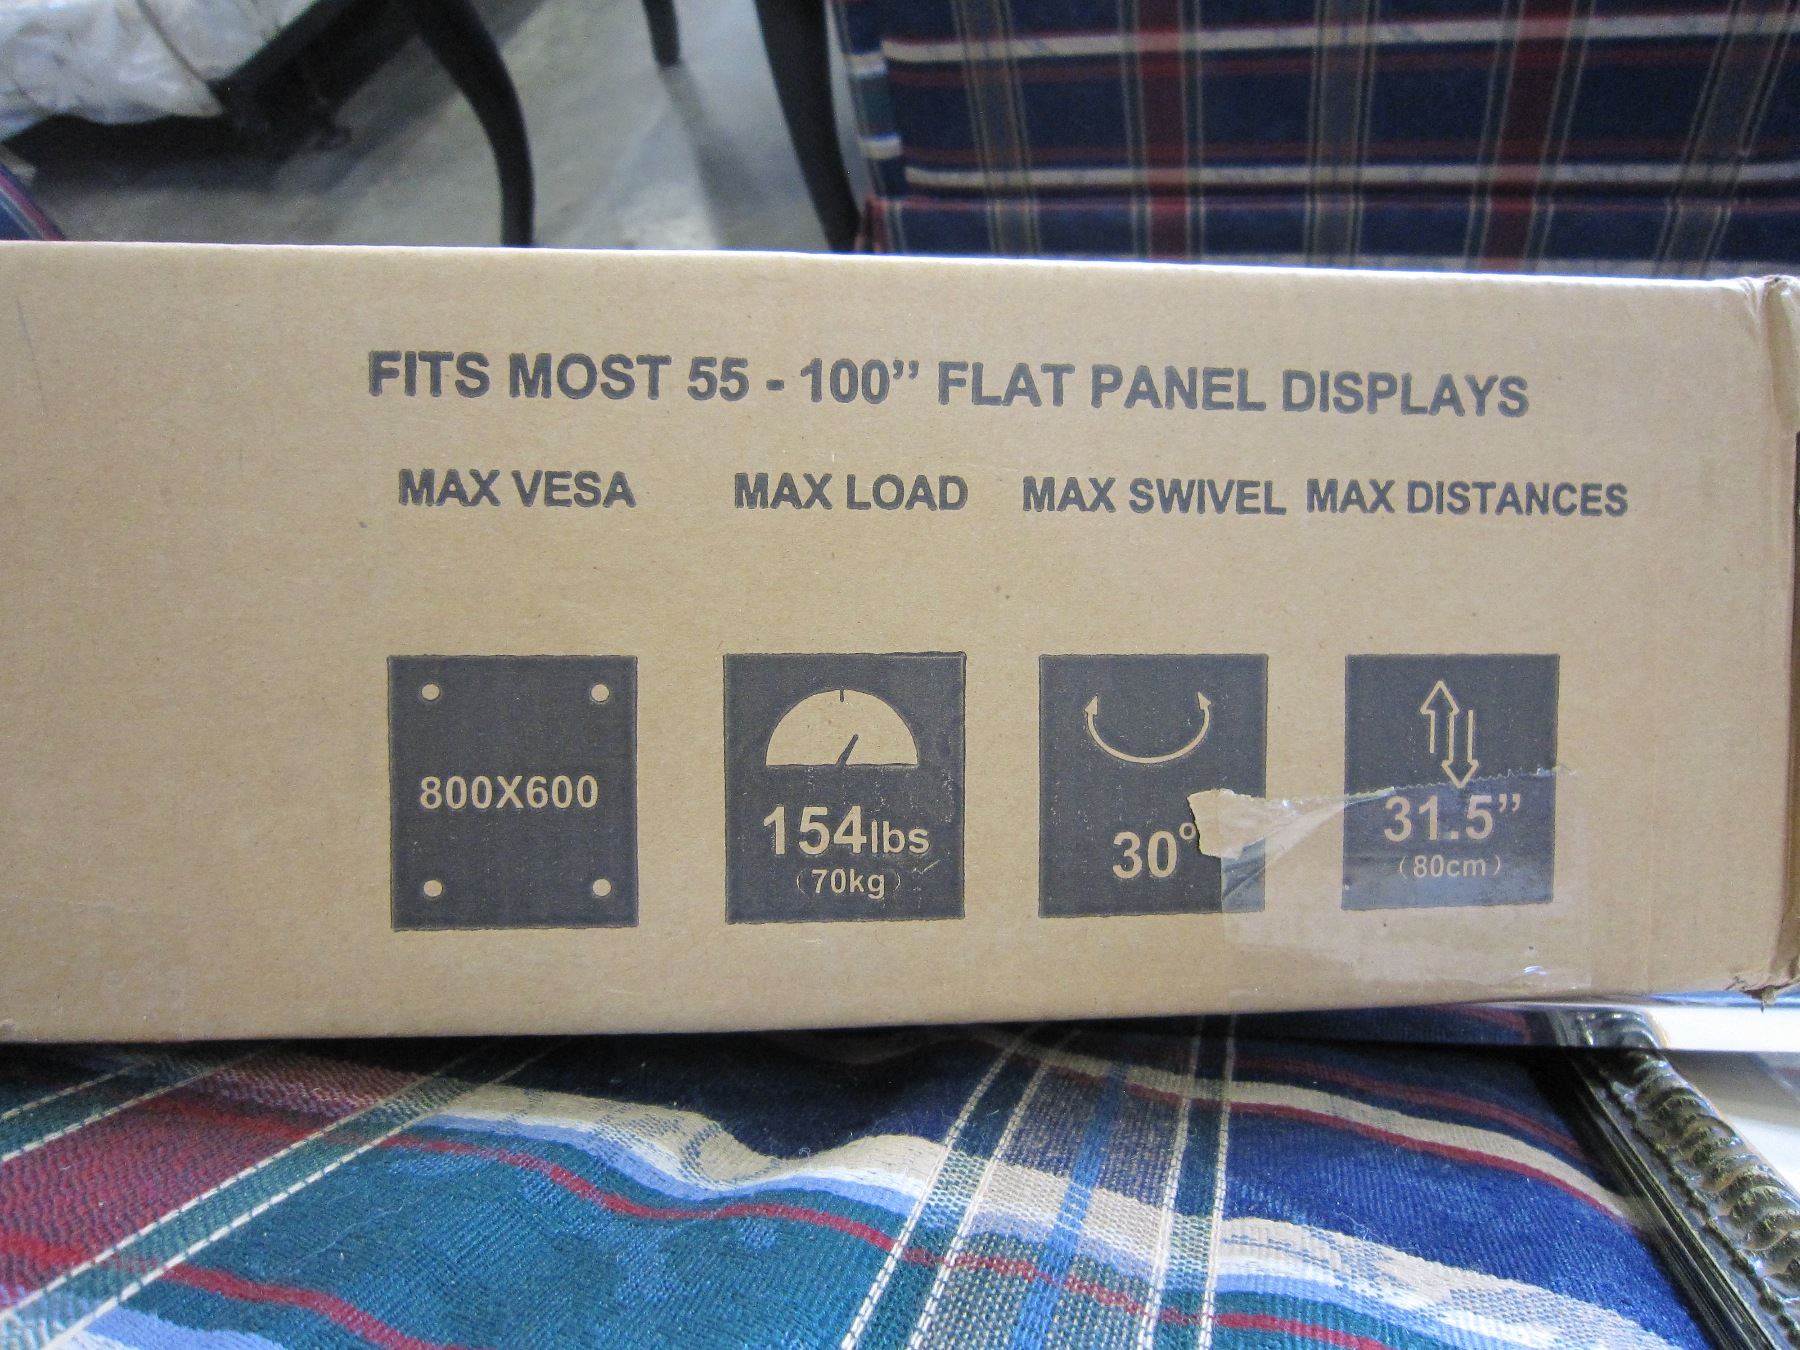 FITS MOST 55 - 100” FLAT PANEL DISPLAYS
MAX VESA MAX LOAD MAX SWIVEL MAX DISTANCES
800X600
154lbs
(70kg)
30°
31.5”
(80cm)